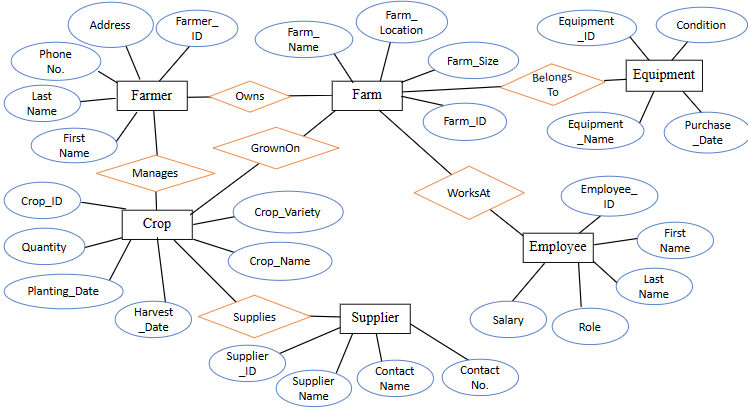 Address
Farmer_
ID
Farm_
Name
Farm_
Location
Equipment
_ID
Condition
Phone
No.
Last
Name
First
Name
Farmer
Owns
Farm
Farm_Size
Farm_ID
Belongs
To
Equipment
Equipment
_Name
Purchase
_Date
Manages
GrownOn
WorksAt
Crop_ID
Quantity
Planting_Date
Harvest
_Date
Crop
Crop_Variety
Crop_Name
Employee_
ID
First
Name
Last
Name
Employee
Salary
Role
Supplies
Supplier
Supplier
_ID
Supplier
Name
Contact
Name
Contact
No.